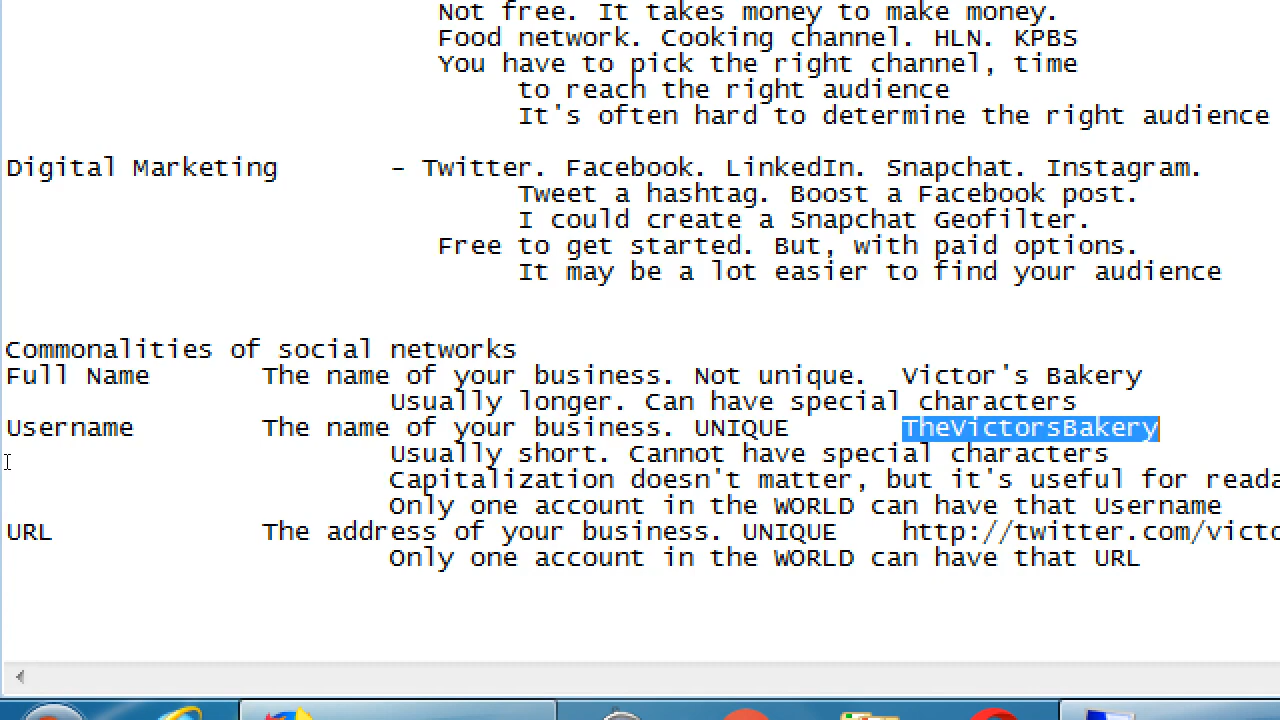 Not free. It takes money to make money.
Food network. Cooking channel. HLN. KPBS
You have to pick the right channel, time
to reach the right audience
It's often hard to determine the right audience
Digital Marketing - Twitter. Facebook. LinkedIn. Snapchat. Instagram.
Tweet a hashtag. Boost a Facebook post.
I could create a Snapchat Geofilter.
Free to get started. But, with paid options.
It may be a lot easier to find your audience
Commonalities of social networks
Full Name The name of your business. Not unique. Victor's Bakery
Usually longer. Can have special characters
Username The name of your business. UNIQUE TheVictorsBakery
Usually short. Cannot have special characters
Capitalization doesn't matter, but it's useful for
Only one account in the WORLD can have that Username
URL The address of your business. UNIQUE http://twitter.com/victo
Only one account in the WORLD can have that URL